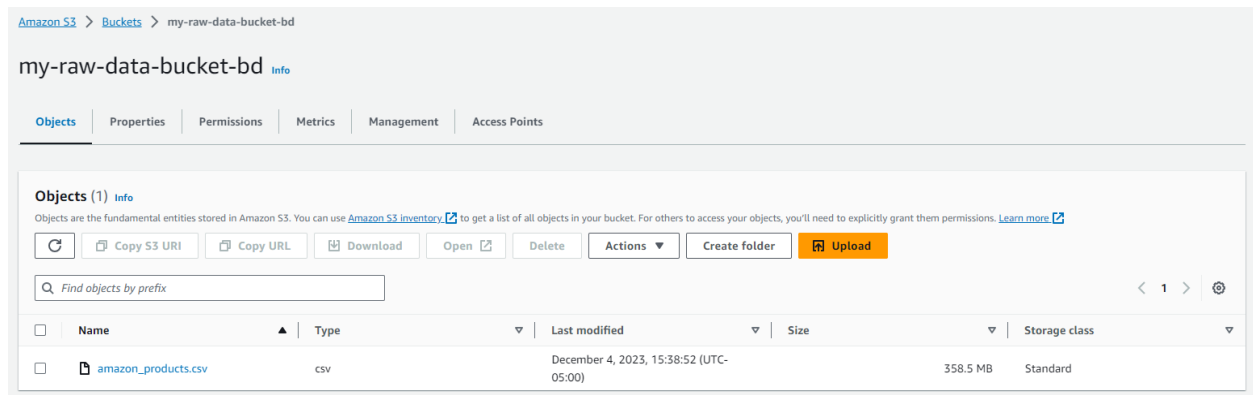 Amazon S3 > Buckets > my-raw-data-bucket-bd
my-raw-data-bucket-bd Info
Objects Properties Permissions Metrics Management Access Points
Objects (1) Info
Objects are the fundamental entities stored in Amazon S3. You can use Amazon S3 inventory to get a list of all objects in your bucket. For others to access your objects, you'll need to explicitly grant them permissions. Learn more
Copy S3 URI Copy URL Download Open Delete Actions Create folder Upload
Find objects by prefix 1
Name Type Last modified Size Storage class
amazon_products.csv csv December 4, 2023, 15:38:52 (UTC-05:00) 358.5 MB Standard